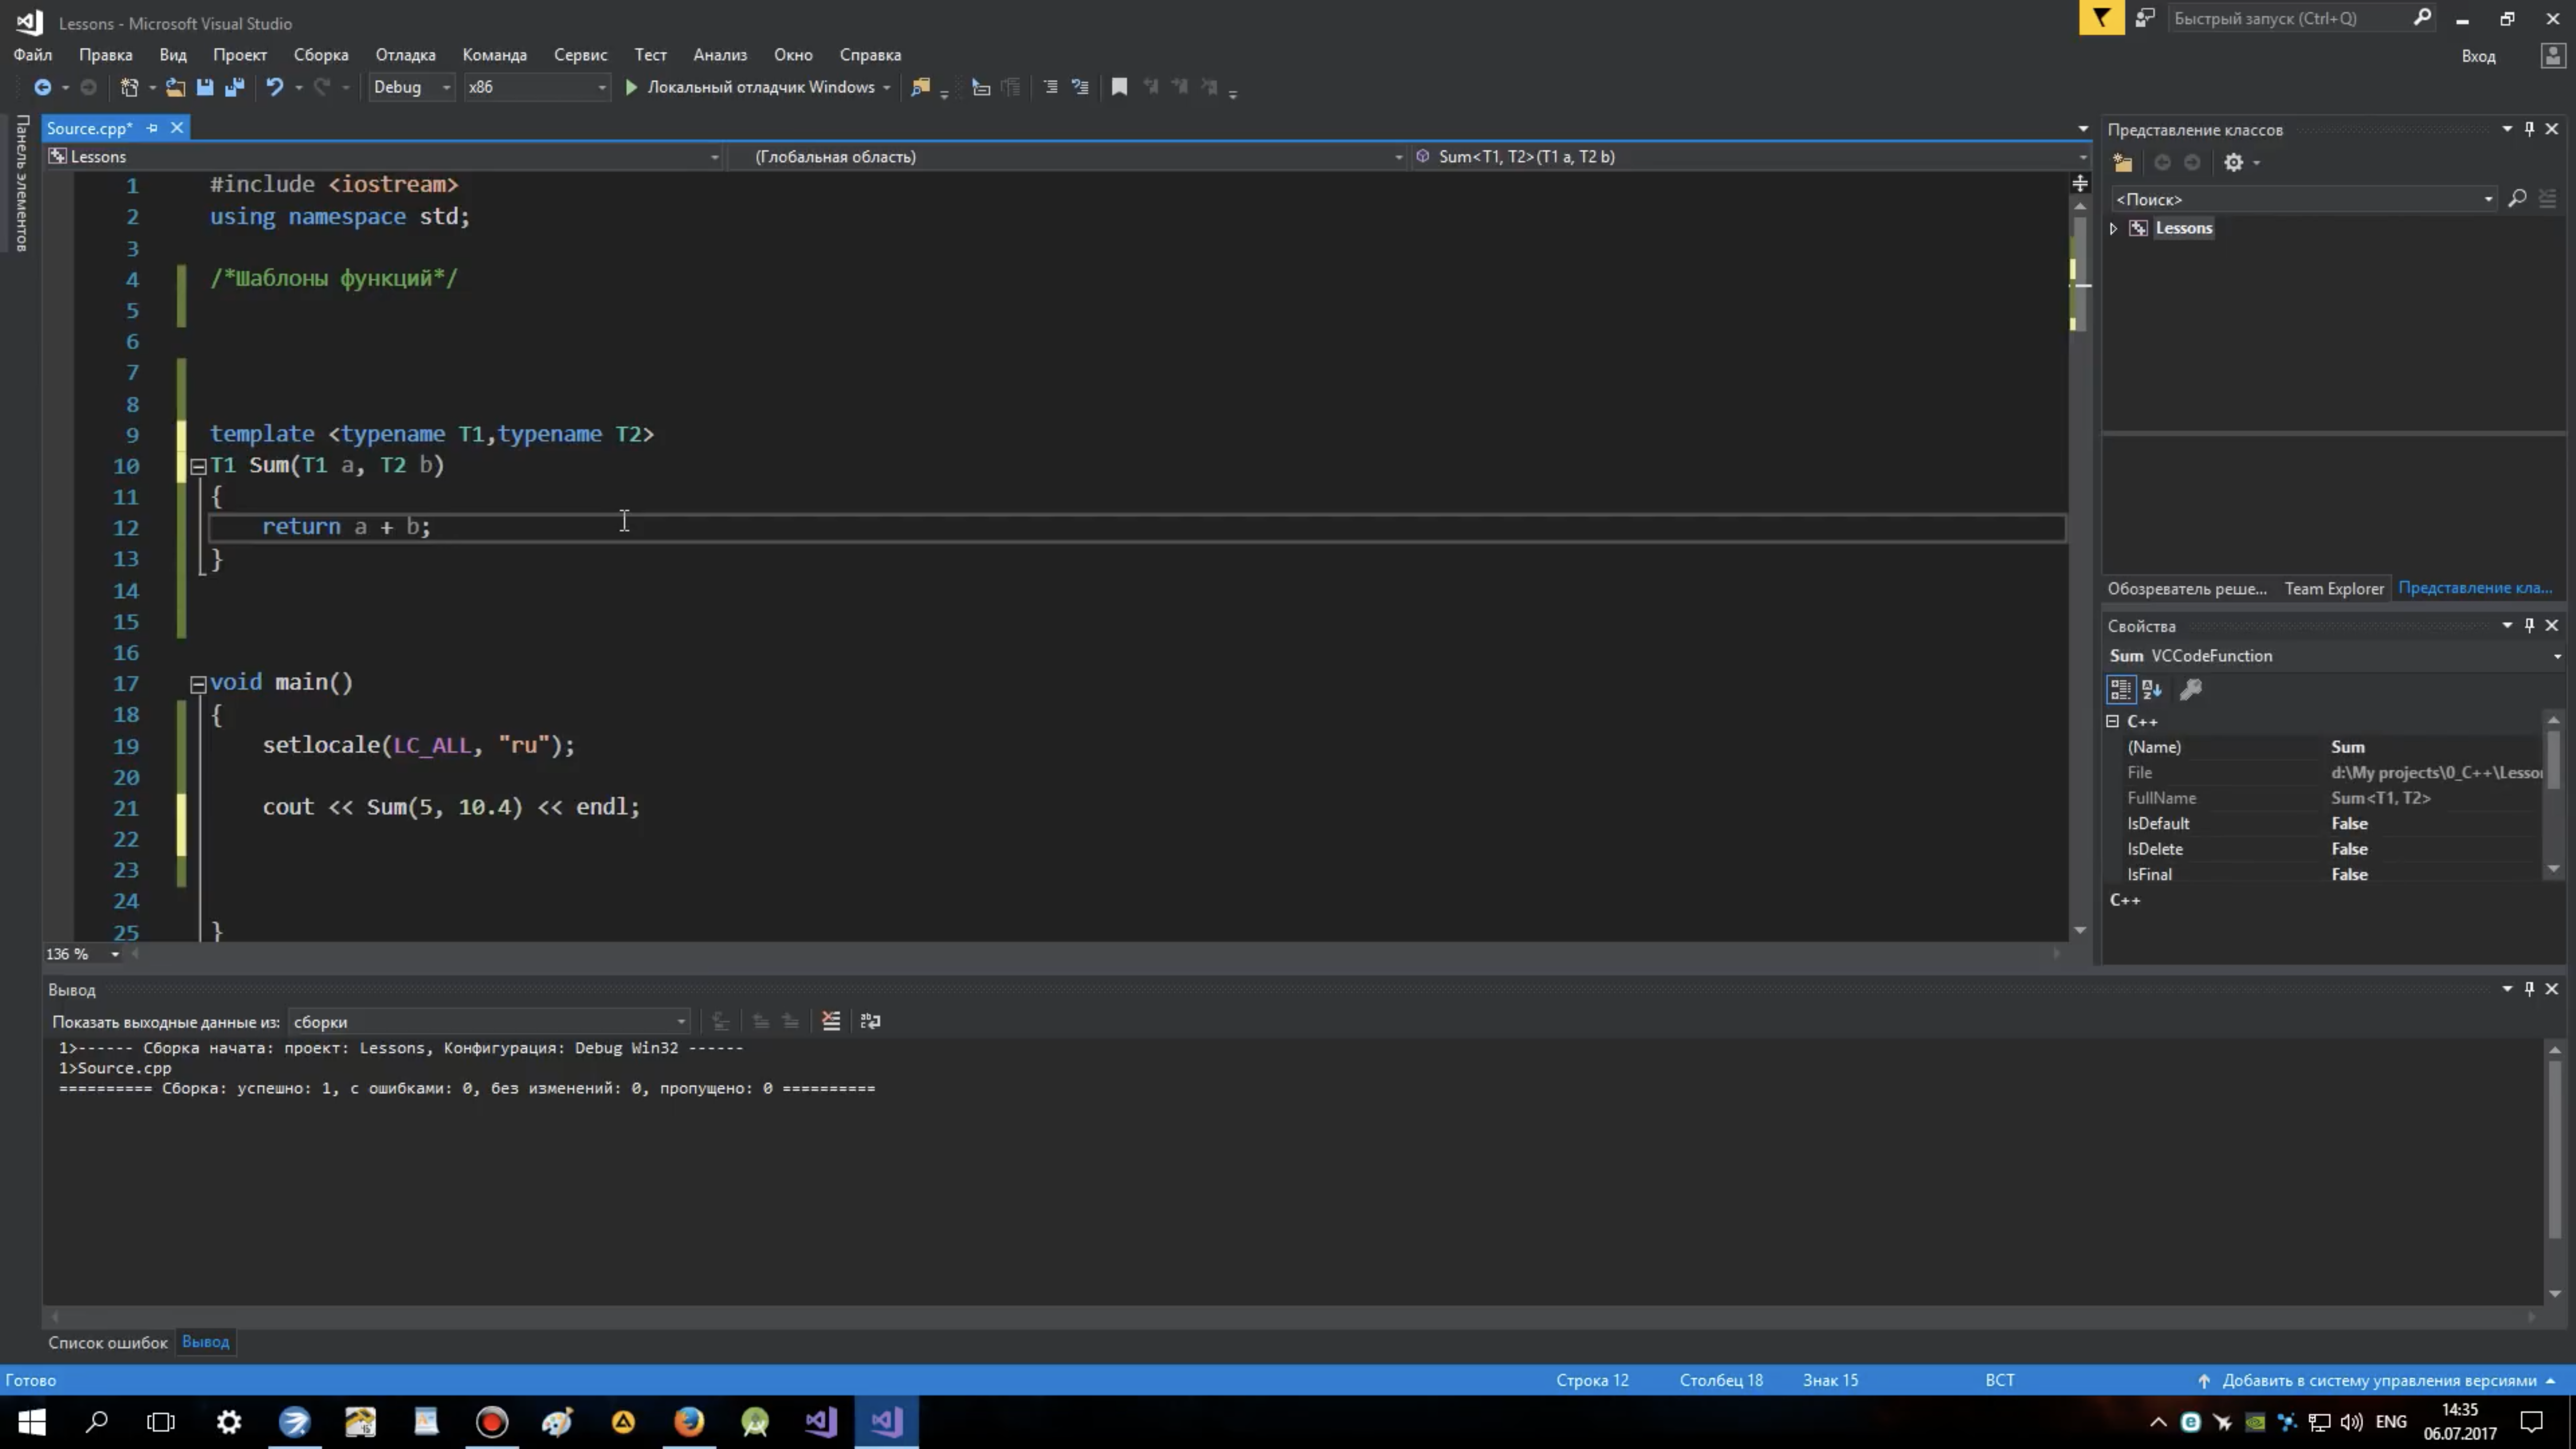 Lessons - Microsoft Visual Studio
Быстрый запуск (Ctrl+Q)
Файл Правка Вид Проект Сборка Отладка Команда Сервис Тест Анализ Окно Справка
Вход
Debug x86 Локальный отладчик Windows
Панель элементов
Source.cpp*
Lessons (Глобальная область) Sum<T1, T2>(T1 a, T2 b)
1 #include <iostream>
2 using namespace std;
3
4 /*Шаблоны функций*/
5
6
7
8
9 template <typename T1,typename T2>
10 T1 Sum(T1 a, T2 b)
11 {
12 return a + b;
13 }
14
15
16
17 void main()
18 {
19 setlocale(LC_ALL, "ru");
20
21 cout << Sum(5, 10.4) << endl;
22
23
24
25 }
136 %
Представление классов
<Поиск>
Lessons
Обозреватель реше... Team Explorer Представление кла...
Свойства
Sum VCCodeFunction
C++
(Name) Sum
File d:\My projects\0_C++\Lesso
FullName Sum<T1, T2>
IsDefault False
IsDelete False
IsFinal False
C++
Вывод
Показать выходные данные из: сборки
1>------ Сборка начата: проект: Lessons, Конфигурация: Debug Win32 ------
1>Source.cpp
========== Сборка: успешно: 1, с ошибками: 0, без изменений: 0, пропущено: 0 ==========
Список ошибок Вывод
Готово Строка 12 Столбец 18 Знак 15 ВСТ Добавить в систему управления версиями
ENG 14:35
06.07.2017